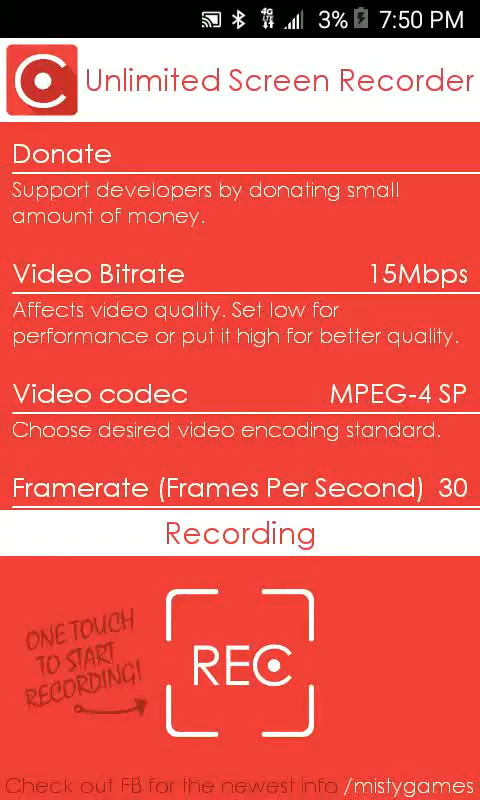 4G LTE 3% 7:50 PM
Unlimited Screen Recorder
Donate
Support developers by donating small
amount of money.
Video Bitrate 15Mbps
Affects video quality. Set low for
performance or put it high for better quality.
Video codec MPEG-4 SP
Choose desired video encoding standard.
Framerate (Frames Per Second) 30
Recording
ONE TOUCH
TO START
RECORDING!
REC
Check out FB for the newest info /mistygames